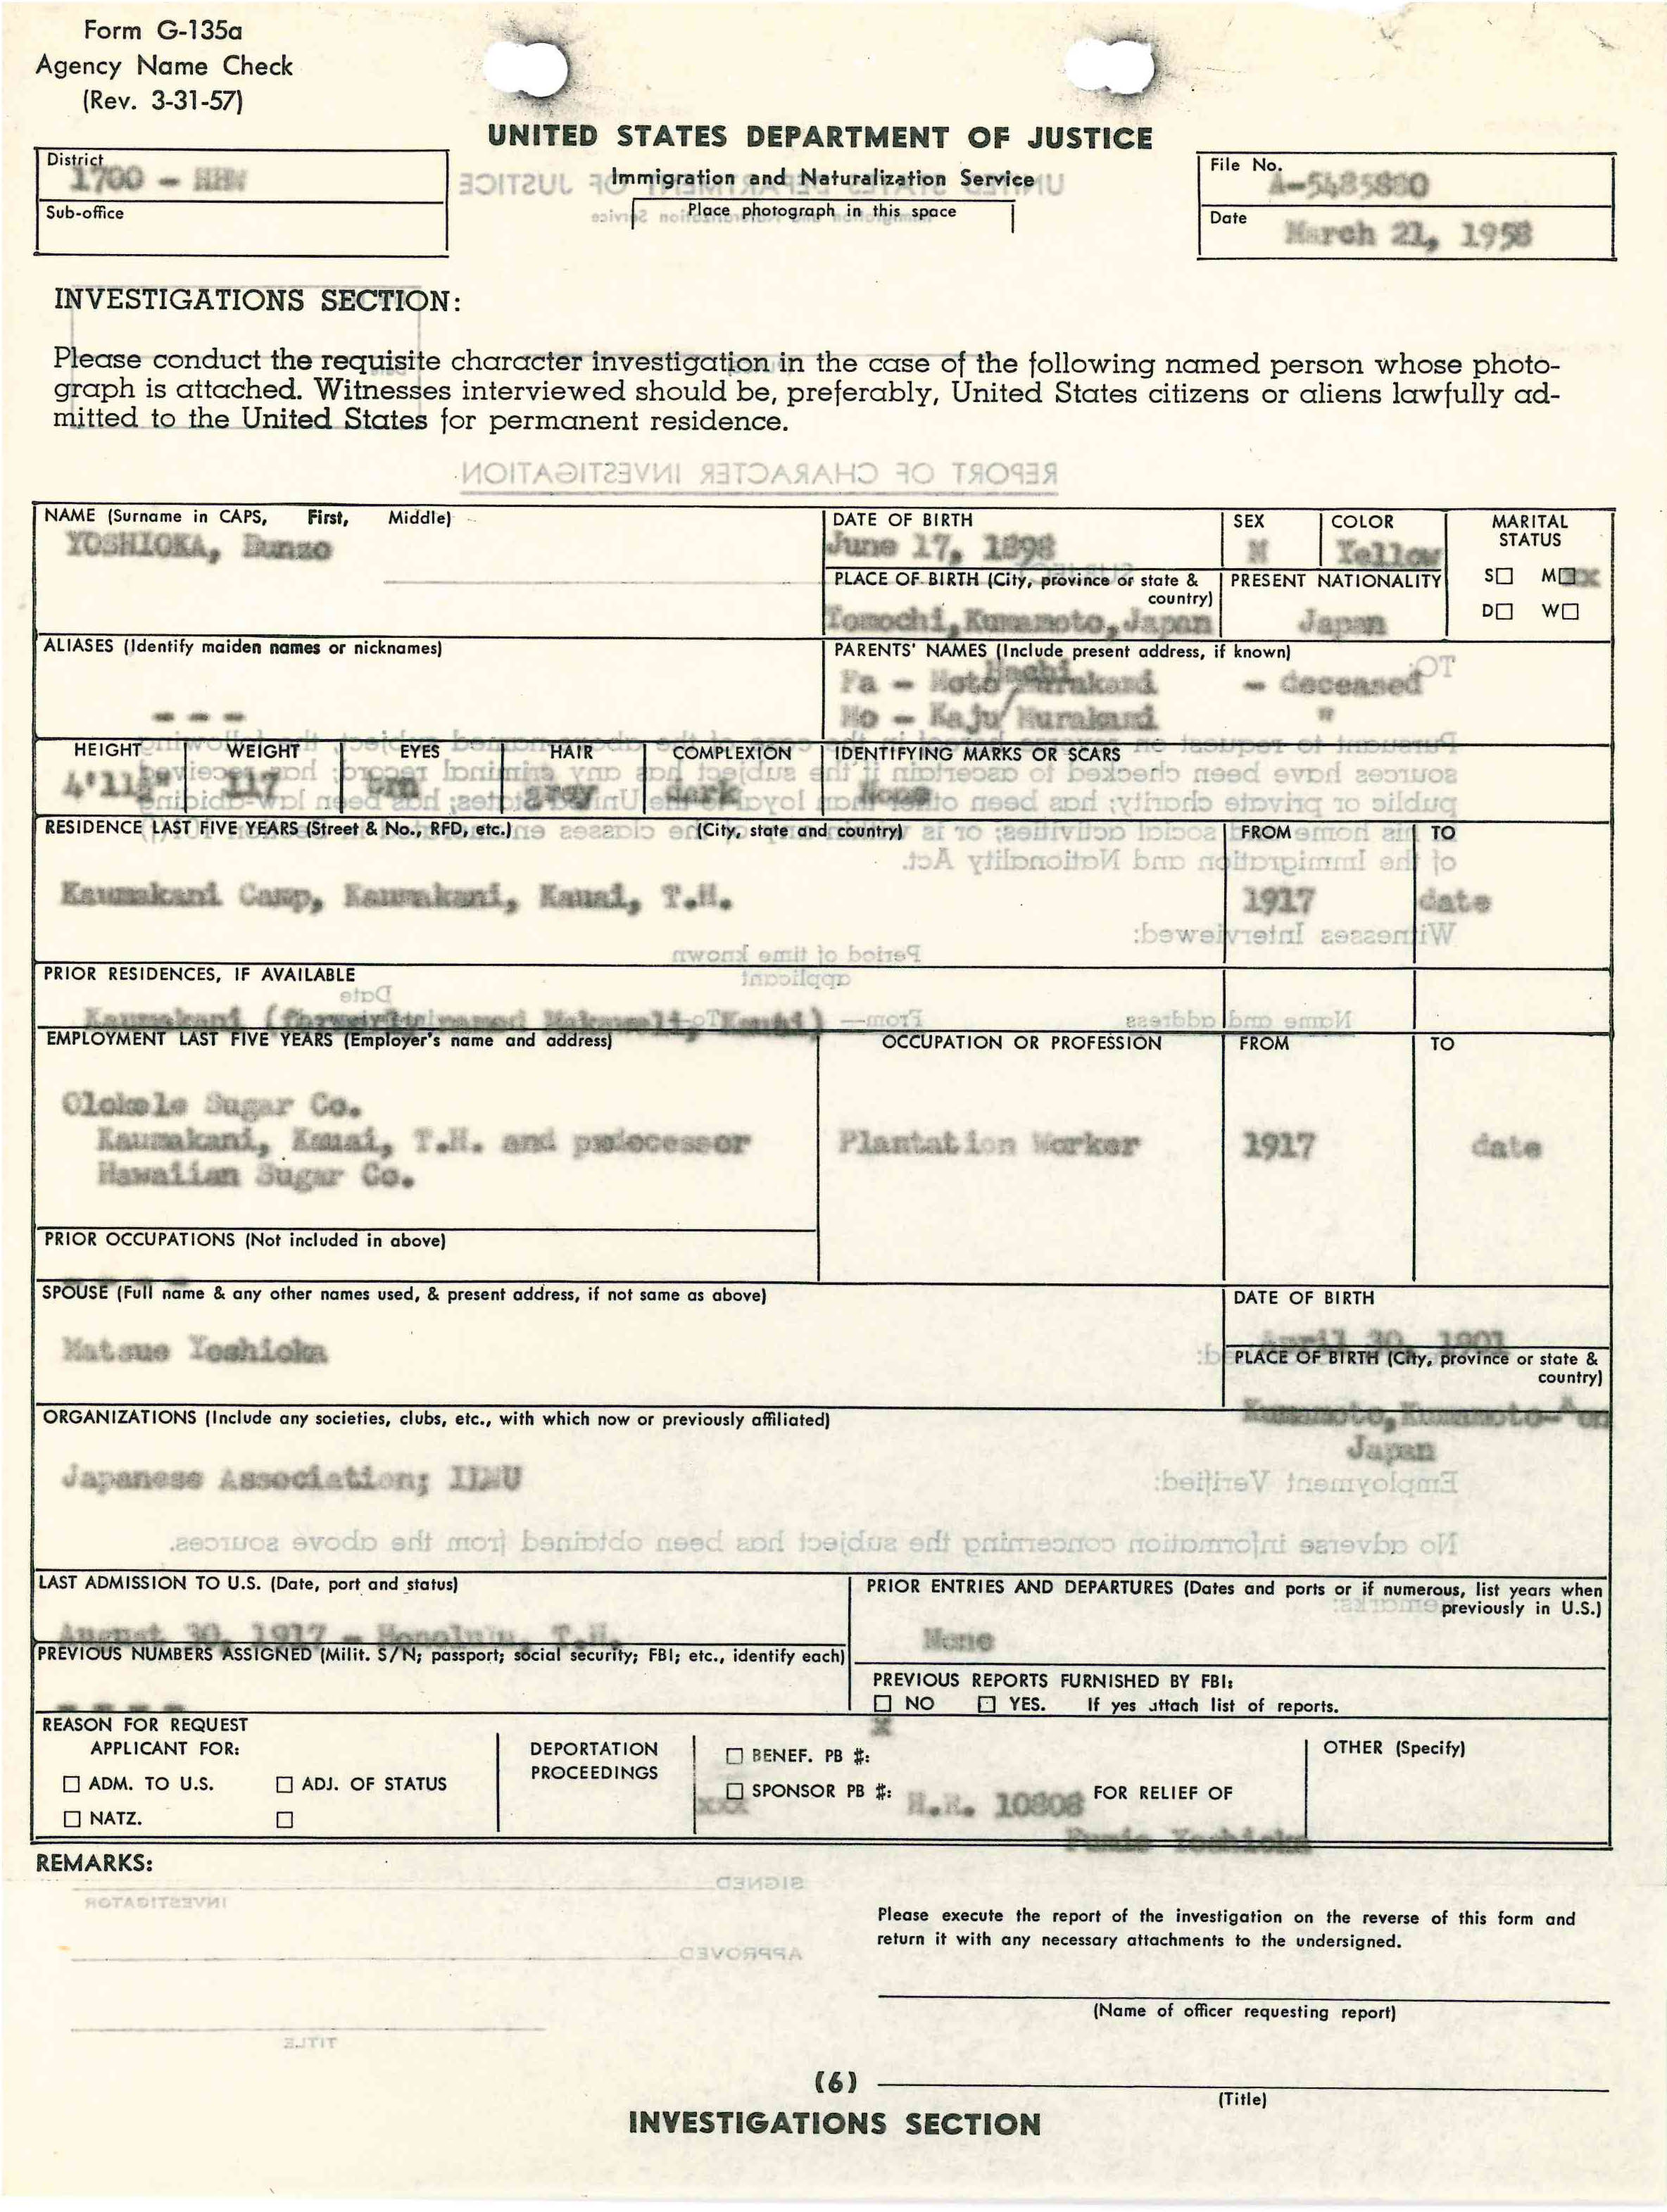 Form G-135a
Agency Name Check
(Rev. 3-31-57)
UNITED STATES DEPARTMENT OF JUSTICE
Immigration and Naturalization Service
Place photograph in this space
District
1700 - HHW
Sub-office
File No.
A-5485880
Date
March 21, 1958
INVESTIGATIONS SECTION:
Please conduct the requisite character investigation in the case of the following named person whose photo-
graph is attached. Witnesses interviewed should be, preferably, United States citizens or aliens lawfully ad-
mitted to the United States for permanent residence.
REPORT OF CHARACTER INVESTIGATION
NAME (Surname in CAPS, First, Middle)
YOSHIOKA, Bunzo
DATE OF BIRTH
June 17, 1898
SEX
M
COLOR
Yellow
MARITAL
STATUS
S☐ M☐xx
D☐ W☐
PLACE OF BIRTH (City, province or state &
country)
Tomochi, Kumamoto, Japan
PRESENT NATIONALITY
Japan
ALIASES (Identify maiden names or nicknames)
- - -
PARENTS' NAMES (Include present address, if known)
Hachi
Fa - Moto Murakami - deceased
Mo - Kaju/Murakami "
HEIGHT
4'11½"
WEIGHT
117
EYES
brn
HAIR
gray
COMPLEXION
dark
IDENTIFYING MARKS OR SCARS
None
RESIDENCE LAST FIVE YEARS (Street & No., RFD, etc.) (City, state and country)
FROM
TO
Kaumakani Camp, Kaumakani, Kauai, T.H.
1917
date
PRIOR RESIDENCES, IF AVAILABLE
Kaumakani (formerly named Makaweli, Kauai)
EMPLOYMENT LAST FIVE YEARS (Employer's name and address)
OCCUPATION OR PROFESSION
FROM
TO
Olokele Sugar Co.
Kaumakani, Kauai, T.H. and predecessor
Hawaiian Sugar Co.
Plantation Worker
1917
date
PRIOR OCCUPATIONS (Not included in above)
- - - -
SPOUSE (Full name & any other names used, & present address, if not same as above)
Matsue Yoshioka
DATE OF BIRTH
April 30, 1901
PLACE OF BIRTH (City, province or state &
country)
Kumamoto, Kumamoto-Ken
Japan
ORGANIZATIONS (Include any societies, clubs, etc., with which now or previously affiliated)
Japanese Association; ILWU
LAST ADMISSION TO U.S. (Date, port and status)
August 30, 1917 - Honolulu, T.H.
PRIOR ENTRIES AND DEPARTURES (Dates and ports or if numerous, list years when
previously in U.S.)
None
PREVIOUS NUMBERS ASSIGNED (Milit. S/N; passport; social security; FBI; etc., identify each)
- - - -
PREVIOUS REPORTS FURNISHED BY FBI:
☐ NO ☐ YES. If yes attach list of reports.
x
REASON FOR REQUEST
APPLICANT FOR:
☐ ADM. TO U.S. ☐ ADJ. OF STATUS
☐ NATZ. ☐
DEPORTATION
PROCEEDINGS
☐ BENEF. PB #:
☐ SPONSOR PB #:
xxx H.R. 10808 FOR RELIEF OF
Fumie Yoshioka
OTHER (Specify)
REMARKS:
Please execute the report of the investigation on the reverse of this form and
return it with any necessary attachments to the undersigned.
(Name of officer requesting report)
(6)
(Title)
INVESTIGATIONS SECTION